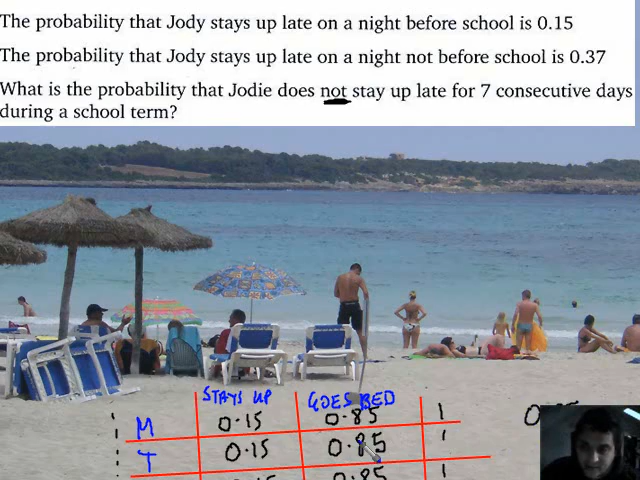 The probability that Jody stays up late on a night before school is 0.15
The probability that Jody stays up late on a night not before school is 0.37
What is the probability that Jodie does not stay up late for 7 consecutive days
during a school term?
STAYS UP GOES BED
M 0.15 0.85 1
T 0.15 0.85 1
0.85